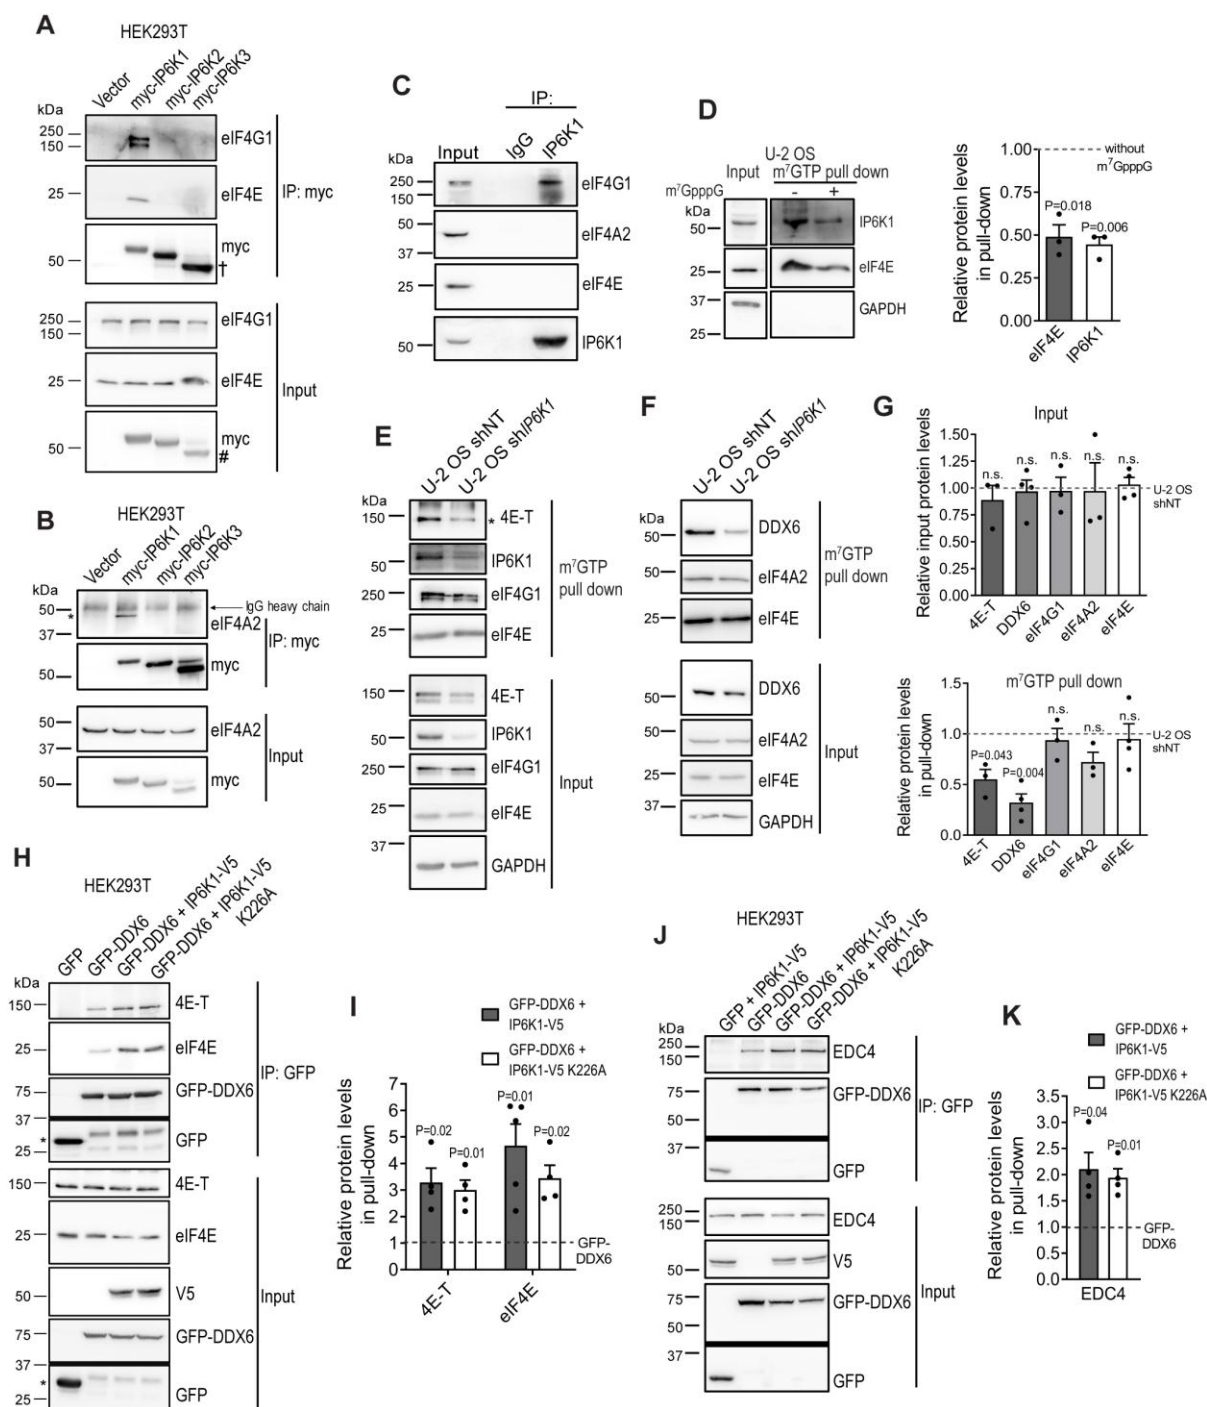 A
HEK293T
Vector
myc-IP6K1
myc-IP6K2
myc-IP6K3
kDa
250
150
eIF4G1
25
eIF4E
IP: myc
50
myc
†
250
150
eIF4G1
25
eIF4E
Input
50
myc
#
B
HEK293T
Vector
myc-IP6K1
myc-IP6K2
myc-IP6K3
kDa
50
*
37
IgG heavy chain
eIF4A2
IP: myc
50
myc
50
37
eIF4A2
Input
50
myc
C
IP:
Input
IgG
IP6K1
kDa
250
150
eIF4G1
50
37
eIF4A2
25
eIF4E
50
IP6K1
D
U-2 OS
Input
m⁷GTP pull down
m⁷GpppG
-
+
kDa
50
IP6K1
25
eIF4E
37
25
GAPDH
Relative protein levels
in pull-down
1.00
0.75
0.50
0.25
0.00
without
m⁷GpppG
P=0.018
P=0.006
eIF4E
IP6K1
E
U-2 OS shNT
U-2 OS shIP6K1
kDa
150
* 4E-T
50
IP6K1
m⁷GTP
pull down
250
eIF4G1
25
eIF4E
150
4E-T
50
IP6K1
250
eIF4G1
Input
25
eIF4E
37
GAPDH
F
U-2 OS shNT
U-2 OS shIP6K1
kDa
50
DDX6
50
eIF4A2
m⁷GTP
pull down
25
eIF4E
50
DDX6
50
eIF4A2
Input
25
eIF4E
37
GAPDH
G
Input
Relative input protein levels
1.50
1.25
1.00
0.75
0.50
0.25
0.00
n.s.
n.s.
n.s.
n.s.
n.s.
U-2 OS
shNT
4E-T
DDX6
eIF4G1
eIF4A2
eIF4E
m⁷GTP pull down
Relative protein levels
in pull-down
1.5
1.0
0.5
0.0
P=0.043
P=0.004
n.s.
n.s.
n.s.
U-2 OS
shNT
4E-T
DDX6
eIF4G1
eIF4A2
eIF4E
H
HEK293T
GFP
GFP-DDX6
GFP-DDX6 + IP6K1-V5
GFP-DDX6 + IP6K1-V5
K226A
kDa
150
4E-T
25
eIF4E
IP: GFP
75
GFP-DDX6
37
*
25
GFP
150
4E-T
25
eIF4E
50
V5
Input
75
GFP-DDX6
37
*
25
GFP
I
GFP-DDX6 +
IP6K1-V5
GFP-DDX6 +
IP6K1-V5 K226A
Relative protein levels
in pull-down
7
6
5
4
3
2
1
0
P=0.02
P=0.01
P=0.01
P=0.02
GFP-
DDX6
4E-T
eIF4E
J
HEK293T
GFP + IP6K1-V5
GFP-DDX6
GFP-DDX6 + IP6K1-V5
GFP-DDX6 + IP6K1-V5
K226A
kDa
250
150
EDC4
75
GFP-DDX6
IP: GFP
50
37
GFP
250
150
EDC4
50
V5
75
GFP-DDX6
Input
50
37
GFP
K
GFP-DDX6 +
IP6K1-V5
GFP-DDX6 +
IP6K1-V5 K226A
Relative protein levels
in pull-down
3.5
3.0
2.5
2.0
1.5
1.0
0.5
0.0
P=0.04
P=0.01
GFP-
DDX6
EDC4